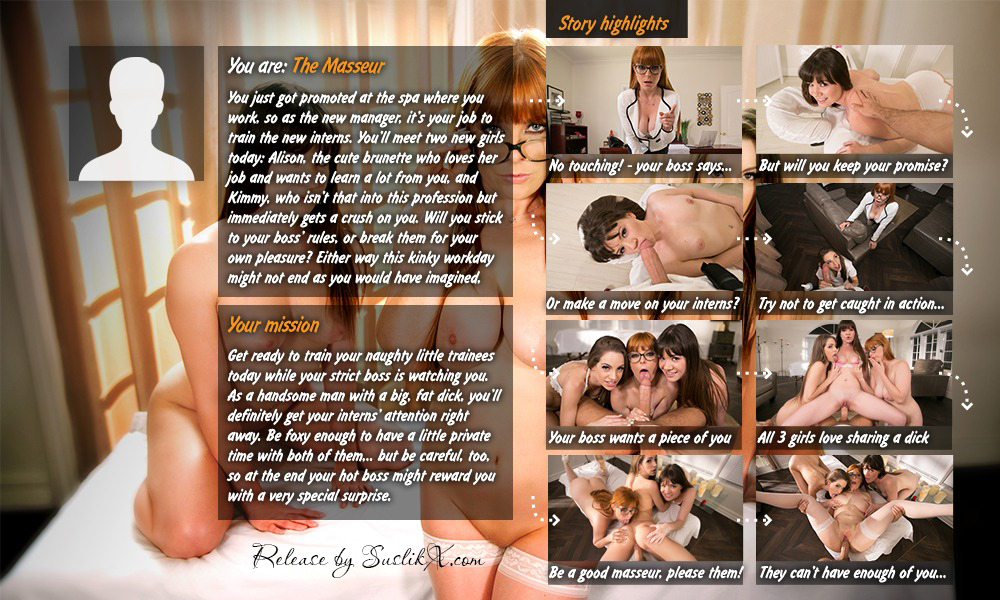 Story highlights
You are: The Masseur
You just got promoted at the spa where you
work, so as the new manager, it's your job to
train the new interns. You'll meet two new girls
today: Alison, the cute brunette who loves her
job and wants to learn a lot from you, and
Kimmy, who isn't that into this profession but
immediately gets a crush on you. Will you stick
to your boss' rules, or break them for your
own pleasure? Either way this kinky workday
might not end as you would have imagined.
Your mission
Get ready to train your naughty little trainees
today while your strict boss is watching you.
As a handsome man with a big, fat dick, you'll
definitely get your interns' attention right
away. Be foxy enough to have a little private
time with both of them... but be careful, too,
so at the end your hot boss might reward you
with a very special surprise.
Release by SuslikX.com
No touching! - your boss says...
But will you keep your promise?
Or make a move on your interns?
Try not to get caught in action...
Your boss wants a piece of you
All 3 girls love sharing a dick
Be a good masseur, please them!
They can't have enough of you...